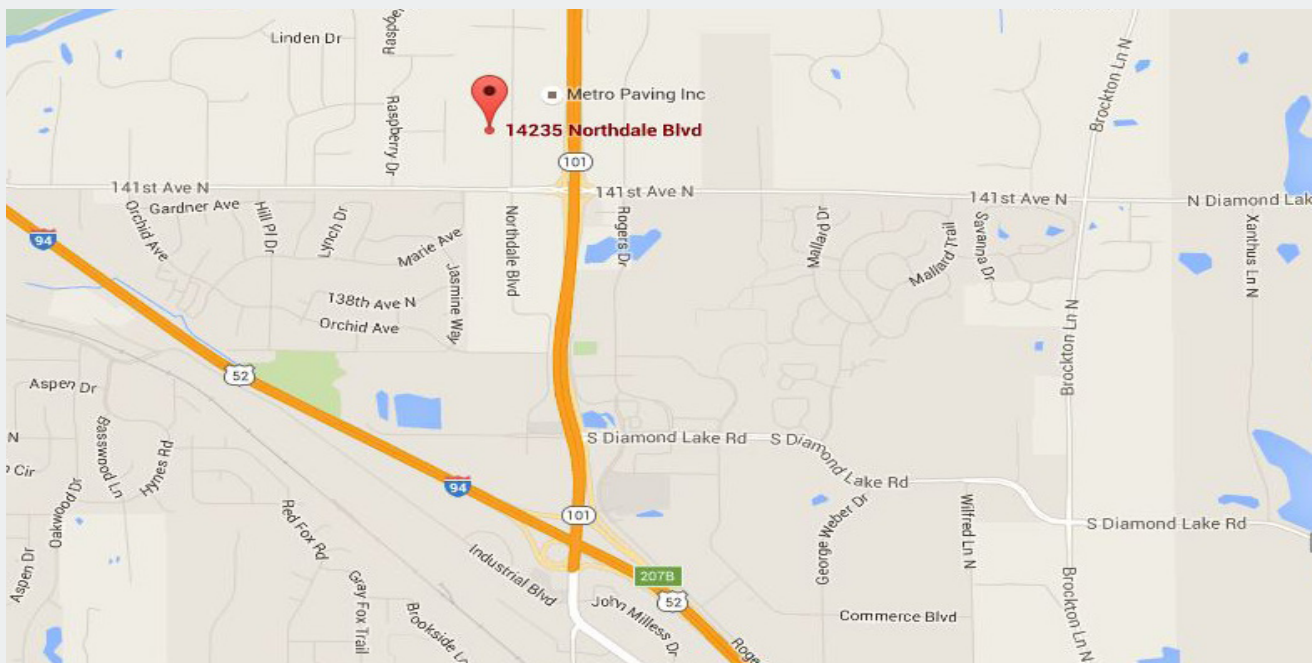 Linden Dr
Raspberry Dr
Metro Paving Inc
14235 Northdale Blvd
Brockton Ln N
101
141st Ave N
141st Ave N
141st Ave N
N Diamond Lak
Orchid Ave
Gardner Ave
Hill Pl Dr
Lynch Dr
Marie Ave
Jasmine Way
Northdale Blvd
Rogers Dr
Mallard Dr
Mallard Trail
Savanna Dr
Xanthus Ln N
94
138th Ave N
Orchid Ave
Brockton Ln N
52
Aspen Dr
Basswood Ln
Hynes Rd
N
Cir
Oakwood Dr
Aspen Dr
S Diamond Lake Rd
S Diamond Lake Rd
S Diamond Lake Rd
94
101
Red Fox Rd
Gray Fox Trail
Industrial Blvd
Brookside Ln
John Milless Dr
207B
52
George Weber Dr
Wilfred Ln N
Commerce Blvd
Brockton Ln N